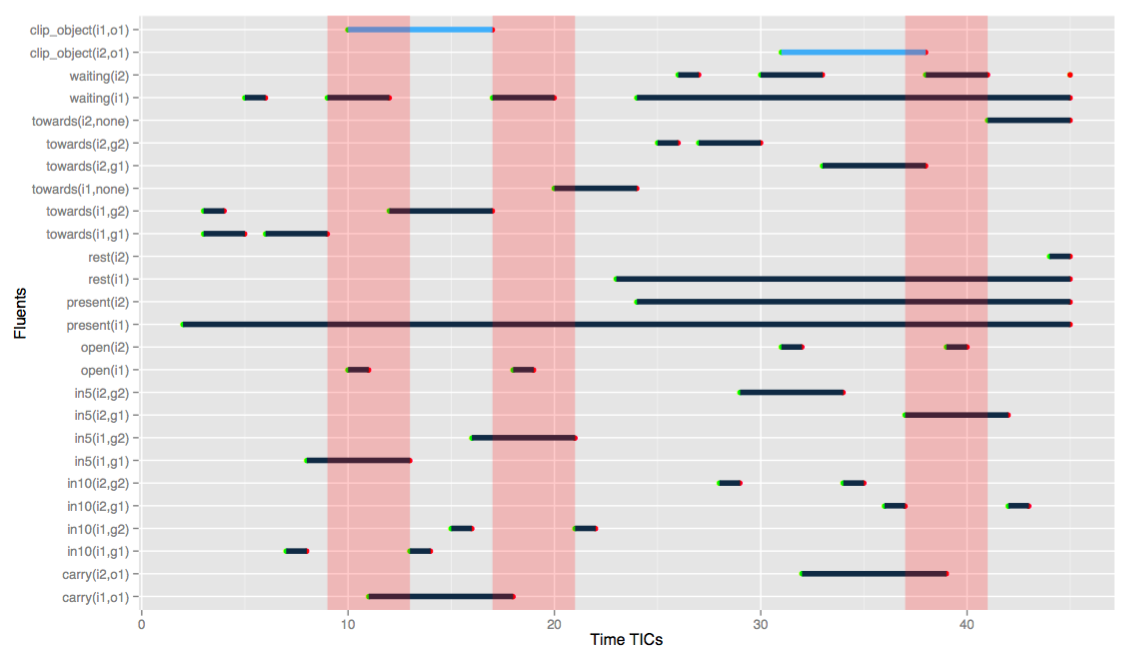 clip_object(i1,o1)
clip_object(i2,o1)
waiting(i2)
waiting(i1)
towards(i2,none)
towards(i2,g2)
towards(i2,g1)
towards(i1,none)
towards(i1,g2)
towards(i1,g1)
rest(i2)
rest(i1)
present(i2)
present(i1)
open(i2)
open(i1)
in5(i2,g2)
in5(i2,g1)
in5(i1,g2)
in5(i1,g1)
in10(i2,g2)
in10(i2,g1)
in10(i1,g2)
in10(i1,g1)
carry(i2,o1)
carry(i1,o1)
Fluents
0 10 20 30 40
Time TICs